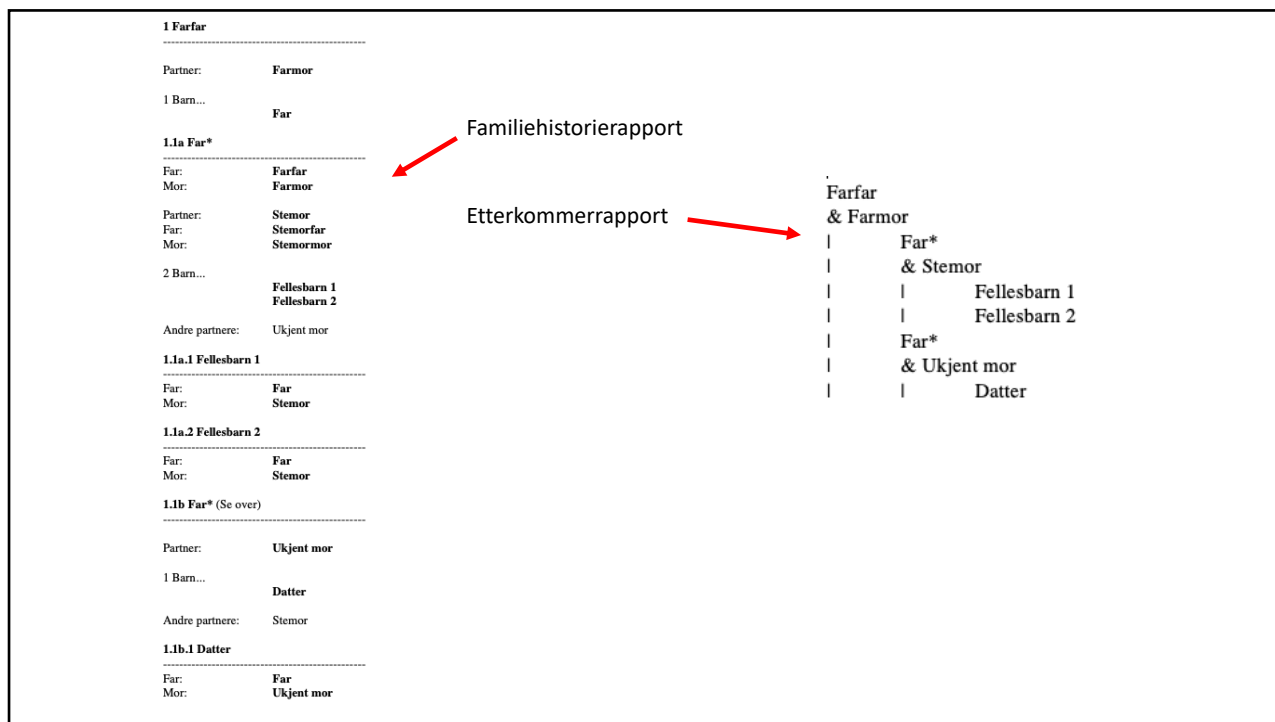 1 Farfar
--------------------------------------------------
Partner: Farmor
1 Barn...
Far
1.1a Far*
--------------------------------------------------
Far: Farfar
Mor: Farmor
Partner: Stemor
Far: Stemorfar
Mor: Stemormor
2 Barn...
Fellesbarn 1
Fellesbarn 2
Andre partnere: Ukjent mor
1.1a.1 Fellesbarn 1
--------------------------------------------------
Far: Far
Mor: Stemor
1.1a.2 Fellesbarn 2
--------------------------------------------------
Far: Far
Mor: Stemor
1.1b Far* (Se over)
--------------------------------------------------
Partner: Ukjent mor
1 Barn...
Datter
Andre partnere: Stemor
1.1b.1 Datter
--------------------------------------------------
Far: Far
Mor: Ukjent mor
Familiehistorierapport
Etterkommerrapport
.
Farfar
& Farmor
| Far*
| & Stemor
| | Fellesbarn 1
| | Fellesbarn 2
| Far*
| & Ukjent mor
| | Datter